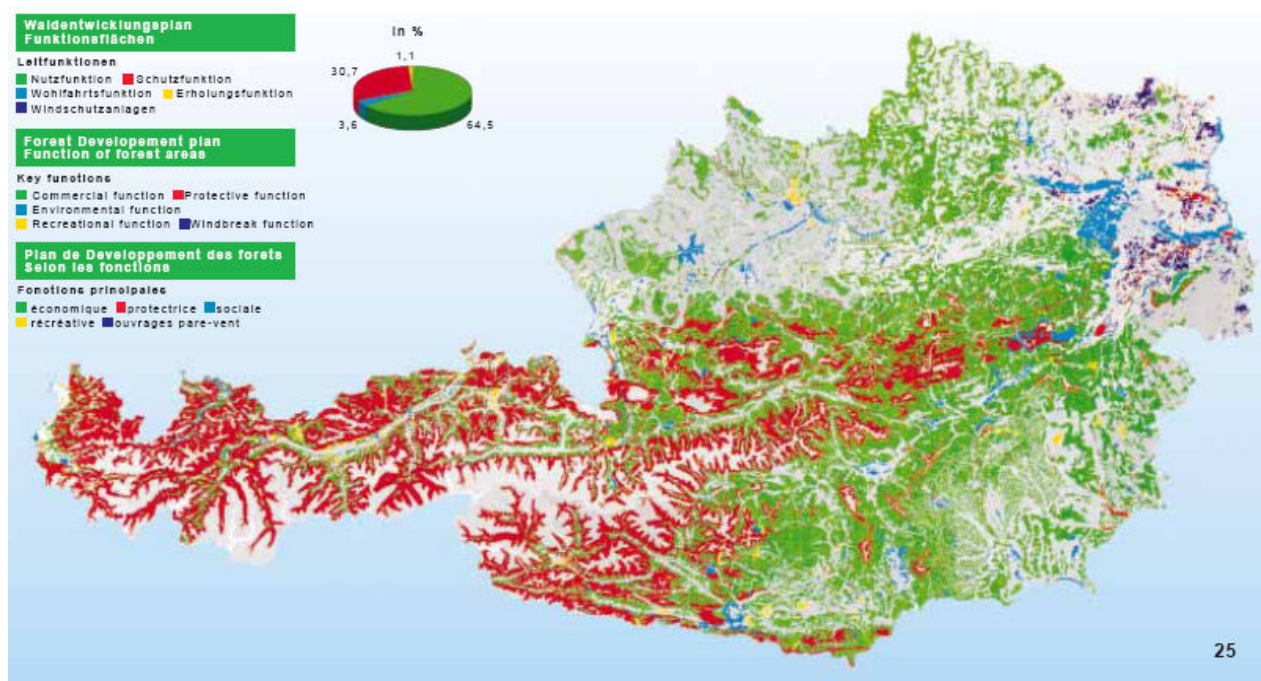 Waldentwicklungsplan
Funktionsflächen
Leitfunktionen
Nutzfunktion Schutzfunktion
Wohlfahrtsfunktion Erholungsfunktion
Windschutzanlagen
Forest Developement plan
Function of forest areas
Key functions
Commercial function Protective function
Environmental function
Recreational function Windbreak function
Plan de Developpement des forets
Selon les fonctions
Fonctions principales
économique protectrice sociale
récréative ouvrages pare-vent
In %
1,1
30,7
3,6
64,5
25